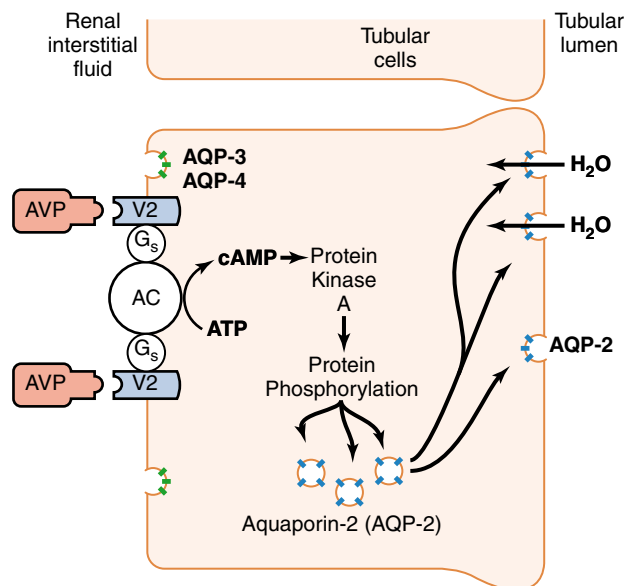 Renal
interstitial
fluid
Tubular
cells
Tubular
lumen
AQP-3
AQP-4
H₂O
AVP
V2
H₂O
Gₛ
cAMP
Protein
Kinase
A
AC
ATP
Gₛ
AQP-2
AVP
V2
Protein
Phosphorylation
Aquaporin-2 (AQP-2)